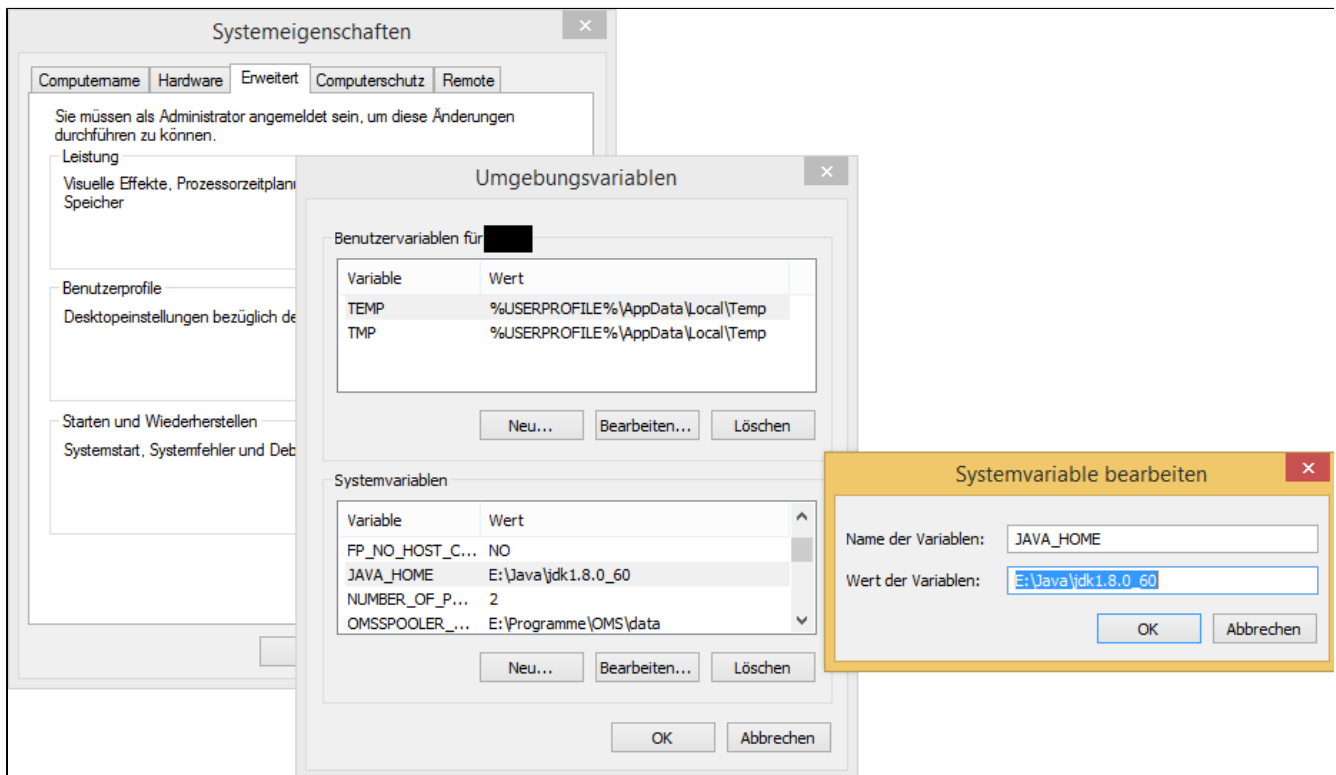 Systemeigenschaften
Computername Hardware Erweitert Computerschutz Remote
Sie müssen als Administrator angemeldet sein, um diese Änderungen
durchführen zu können.
Leistung
Visuelle Effekte,
Speicher
Benutzerprofile
Desktopeinstellungen bezüglich
Starten und Wiederherstellen
Systemstart, Systemfehler und
Umgebungsvariablen
Benutzervariablen für
Variable Wert
TEMP %USERPROFILE%\AppData\Local\Temp
TMP %USERPROFILE%\AppData\Local\Temp
Neu... Bearbeiten... Löschen
Systemvariablen
Variable Wert
FP_NO_HOST_C... NO
JAVA_HOME E:\Java\jdk1.8.0_60
NUMBER_OF_P... 2
OMSSPOOLER_... E:\Programme\OMS\data
Neu... Bearbeiten... Löschen
OK Abbrechen
Systemvariable bearbeiten
Name der Variablen: JAVA_HOME
Wert der Variablen: E:\Java\jdk1.8.0_60
OK Abbrechen